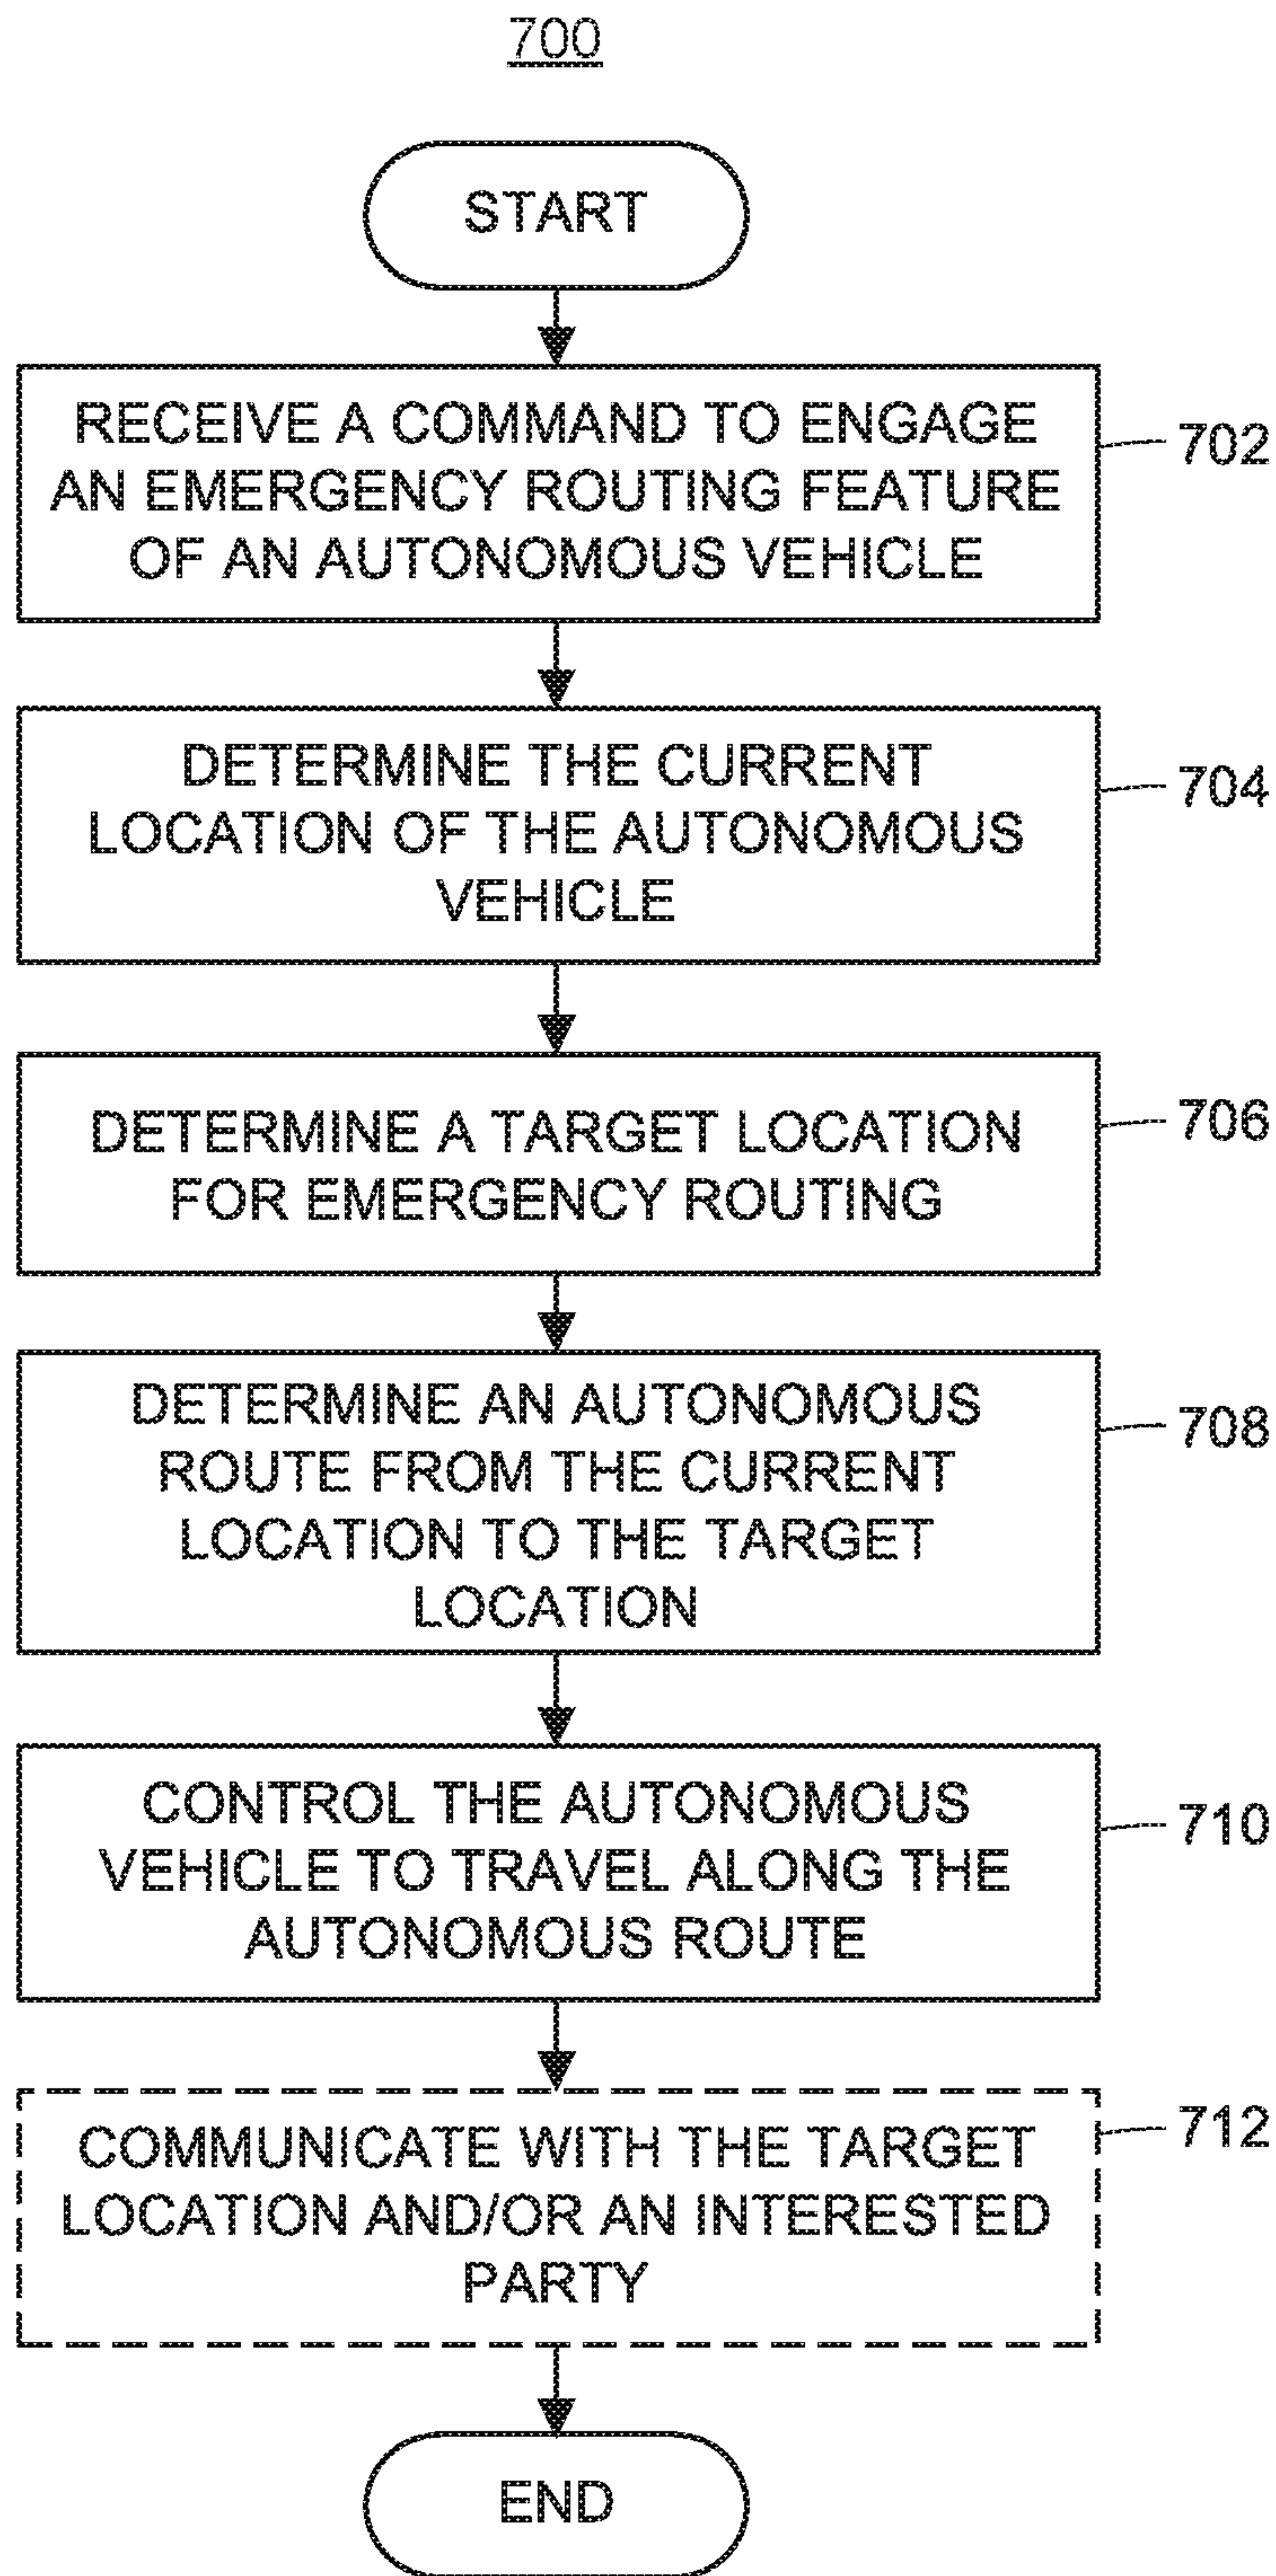 700
START
RECEIVE A COMMAND TO ENGAGE
AN EMERGENCY ROUTING FEATURE
OF AN AUTONOMOUS VEHICLE
702
DETERMINE THE CURRENT
LOCATION OF THE AUTONOMOUS
VEHICLE
704
DETERMINE A TARGET LOCATION
FOR EMERGENCY ROUTING
706
DETERMINE AN AUTONOMOUS
ROUTE FROM THE CURRENT
LOCATION TO THE TARGET
LOCATION
708
CONTROL THE AUTONOMOUS
VEHICLE TO TRAVEL ALONG THE
AUTONOMOUS ROUTE
710
COMMUNICATE WITH THE TARGET
LOCATION AND/OR AN INTERESTED
PARTY
712
END